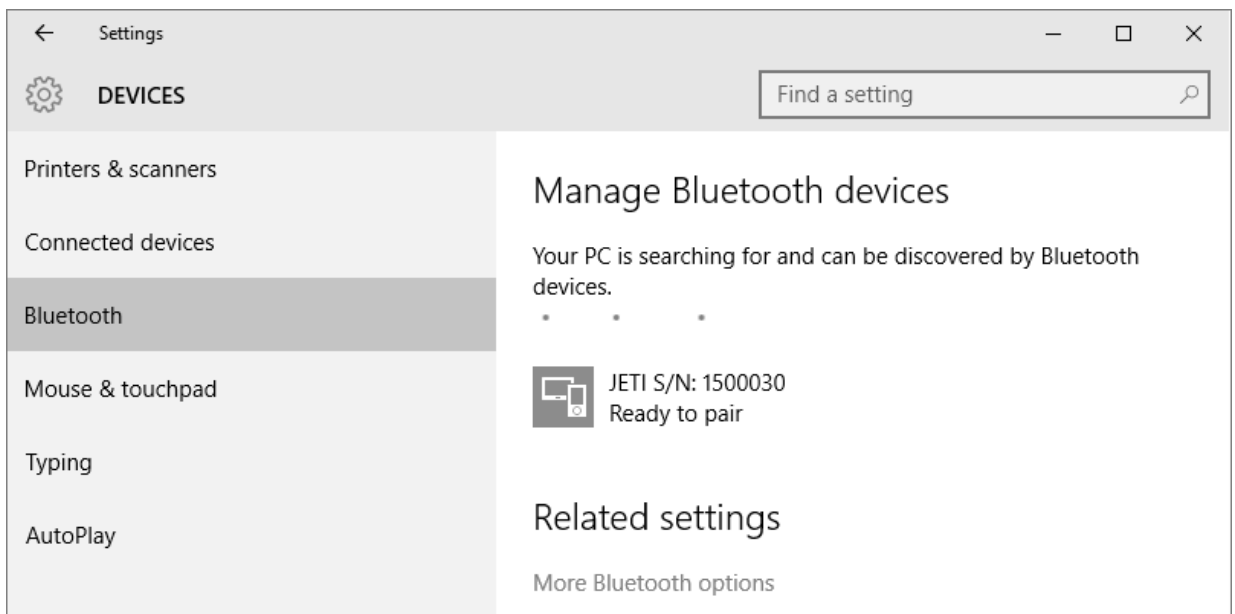 Settings
DEVICES
Find a setting
Printers & scanners
Connected devices
Bluetooth
Mouse & touchpad
Typing
AutoPlay
Manage Bluetooth devices
Your PC is searching for and can be discovered by Bluetooth
devices.
JETI S/N: 1500030
Ready to pair
Related settings
More Bluetooth options